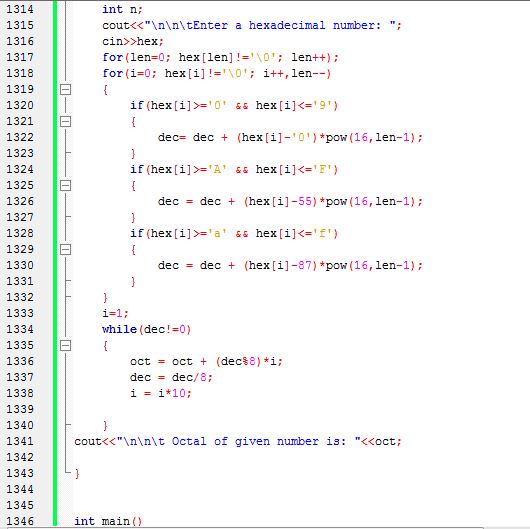 1314 int n;
1315 cout<<"\n\n\tEnter a hexadecimal number: ";
1316 cin>>hex;
1317 for(len=0; hex[len]!='\0'; len++);
1318 for(i=0; hex[i]!='\0'; i++,len--)
1319 {
1320 if(hex[i]>='0' && hex[i]<='9')
1321 {
1322 dec= dec + (hex[i]-'0')*pow(16,len-1);
1323 }
1324 if(hex[i]>='A' && hex[i]<='F')
1325 {
1326 dec = dec + (hex[i]-55)*pow(16,len-1);
1327 }
1328 if(hex[i]>='a' && hex[i]<='f')
1329 {
1330 dec = dec + (hex[i]-87)*pow(16,len-1);
1331 }
1332 }
1333 i=1;
1334 while(dec!=0)
1335 {
1336 oct = oct + (dec%8)*i;
1337 dec = dec/8;
1338 i = i*10;
1339
1340 }
1341 cout<<"\n\n\t Octal of given number is: "<<oct;
1342
1343 }
1344
1345
1346 int main()